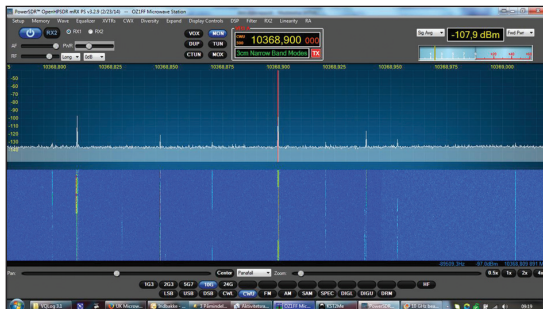 PowerSDR™ OpenHPSDR mRX PS v3.2.9 (2/23/14) -- OZ1FF Microwave Station
Setup Memory Wave Equalizer XVTRs CWX Diversity Expand Display Controls DSP Filter RX2 Linearity RA
RX2 RX1 RX2
AF PWR:
RF Long 0dB
VOX MON
DUP TUN
CTUN MOX
10368,900 000
3cm Narrow Band Modes TX
Sig Avg -107,9 dBm Fwd Pwr
10368,800 10368,825 10368,850 10368,875 10368,900 10368,925 10368,950 10368,975 10369,000
-50
-60
-70
-80
-90
-100
-110
-120
-130
-140
Pan: Center Panafall Zoom: 0.5x 1x 2x 4x
1G3 2G3 5G7 10G 24G HF
LSB USB DSB CWL CWU FM AM SAM SPEC DIGL DIGU DRM
09:19